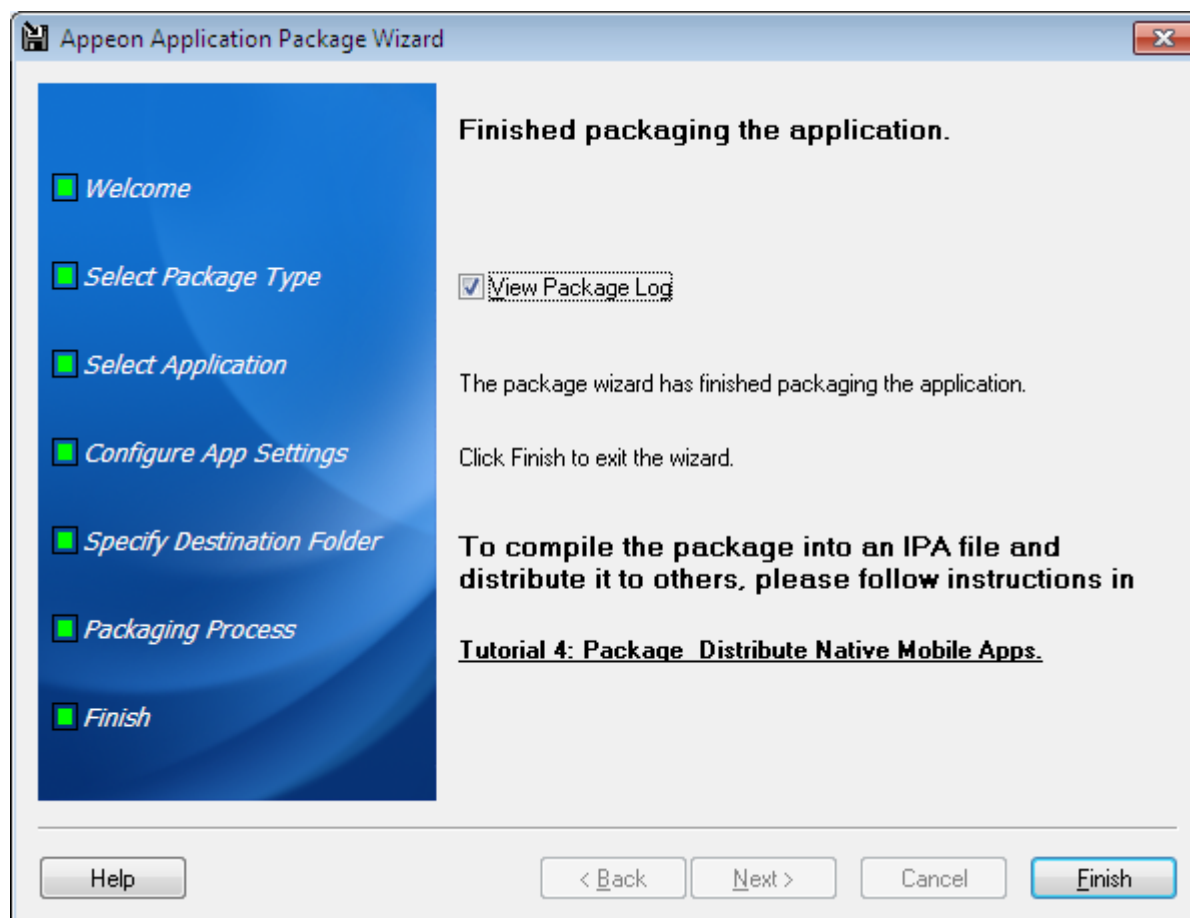 Appeon Application Package Wizard
Finished packaging the application.
Welcome
Select Package Type
View Package Log
Select Application
The package wizard has finished packaging the application.
Configure App Settings
Click Finish to exit the wizard.
Specify Destination Folder
To compile the package into an IPA file and
distribute it to others, please follow instructions in
Packaging Process
Tutorial 4: Package  Distribute Native Mobile Apps.
Finish
Help
< Back
Next >
Cancel
Finish